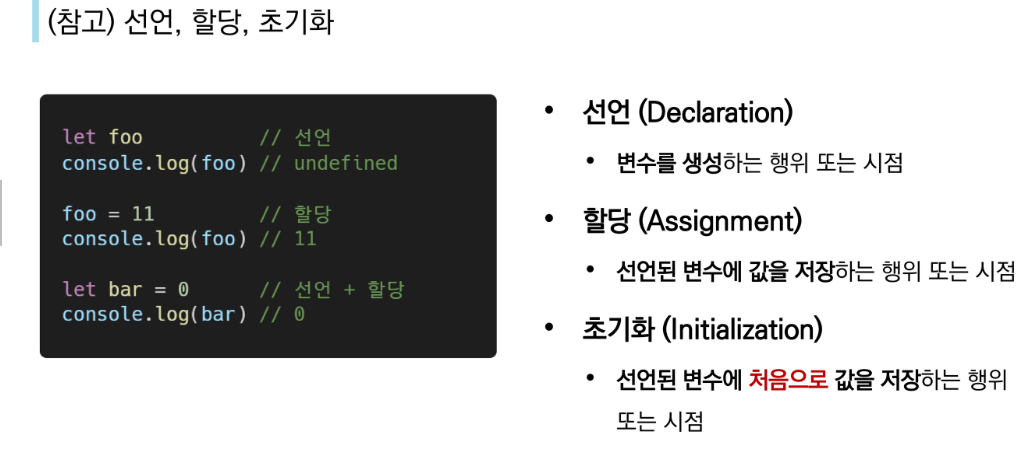 (참고) 선언, 할당, 초기화
let foo // 선언
console.log(foo) // undefined
foo = 11 // 할당
console.log(foo) // 11
let bar = 0 // 선언 + 할당
console.log(bar) // 0
• 선언 (Declaration)
• 변수를 생성하는 행위 또는 시점
• 할당 (Assignment)
• 선언된 변수에 값을 저장하는 행위 또는 시점
• 초기화 (Initialization)
• 선언된 변수에 처음으로 값을 저장하는 행위
또는 시점